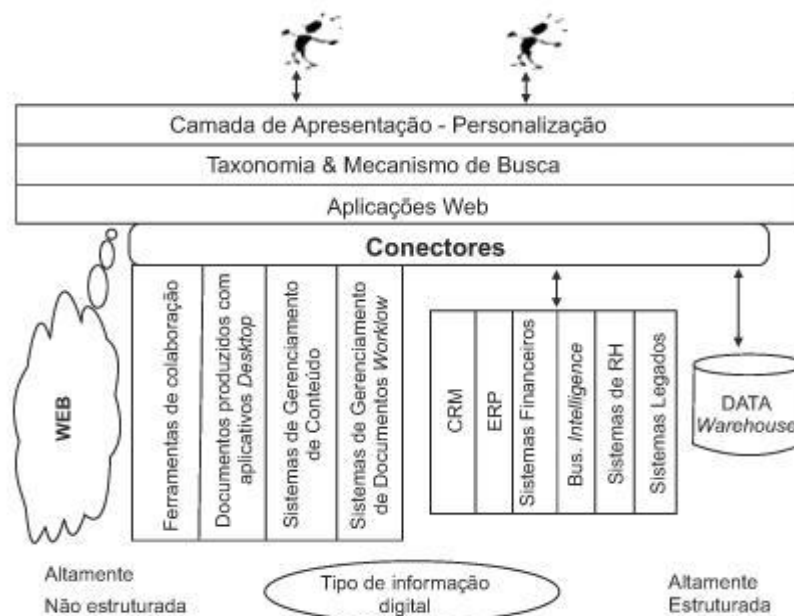 Camada de Apresentação - Personalização
Taxonomia & Mecanismo de Busca
Aplicações Web
Conectores
WEB
Ferramentas de colaboração
Documentos produzidos com
aplicativos Desktop
Sistemas de Gerenciamento
de Conteúdo
Sistemas de Gerenciamento
de Documentos Worklow
CRM
ERP
Sistemas Financeiros
Bus. Intelligence
Sistemas de RH
Sistemas Legados
DATA
Warehouse
Altamente
Não estruturada
Tipo de informação
digital
Altamente
Estruturada